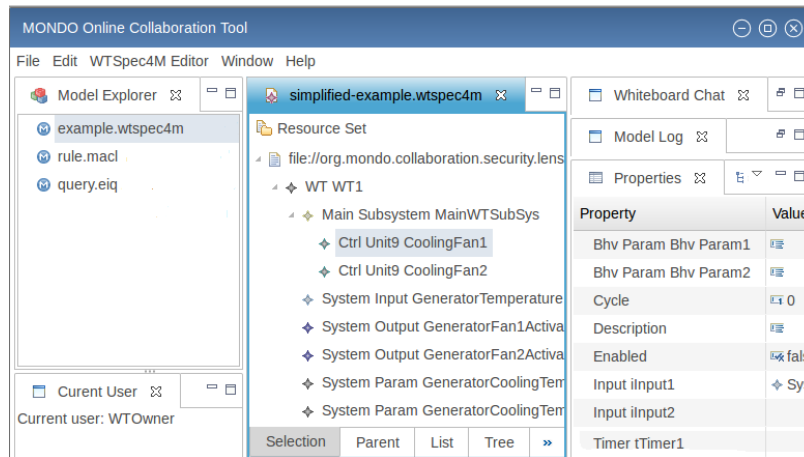 MONDO Online Collaboration Tool
File Edit WTSpec4M Editor Window Help
Model Explorer
example.wtspec4m
rule.macl
query.eiq
Curent User
Current user: WTOwner
simplified-example.wtspec4m
Resource Set
file://org.mondo.collaboration.security.lens
WT WT1
Main Subsystem MainWTSubSys
Ctrl Unit9 CoolingFan1
Ctrl Unit9 CoolingFan2
System Input GeneratorTemperature
System Output GeneratorFan1Activa
System Output GeneratorFan2Activa
System Param GeneratorCoolingTem
System Param GeneratorCoolingTem
Selection Parent List Tree »
Whiteboard Chat
Model Log
Properties
Property Value
Bhv Param Bhv Param1
Bhv Param Bhv Param2
Cycle 0
Description
Enabled fals
Input iInput1 Sy
Input iInput2
Timer tTimer1